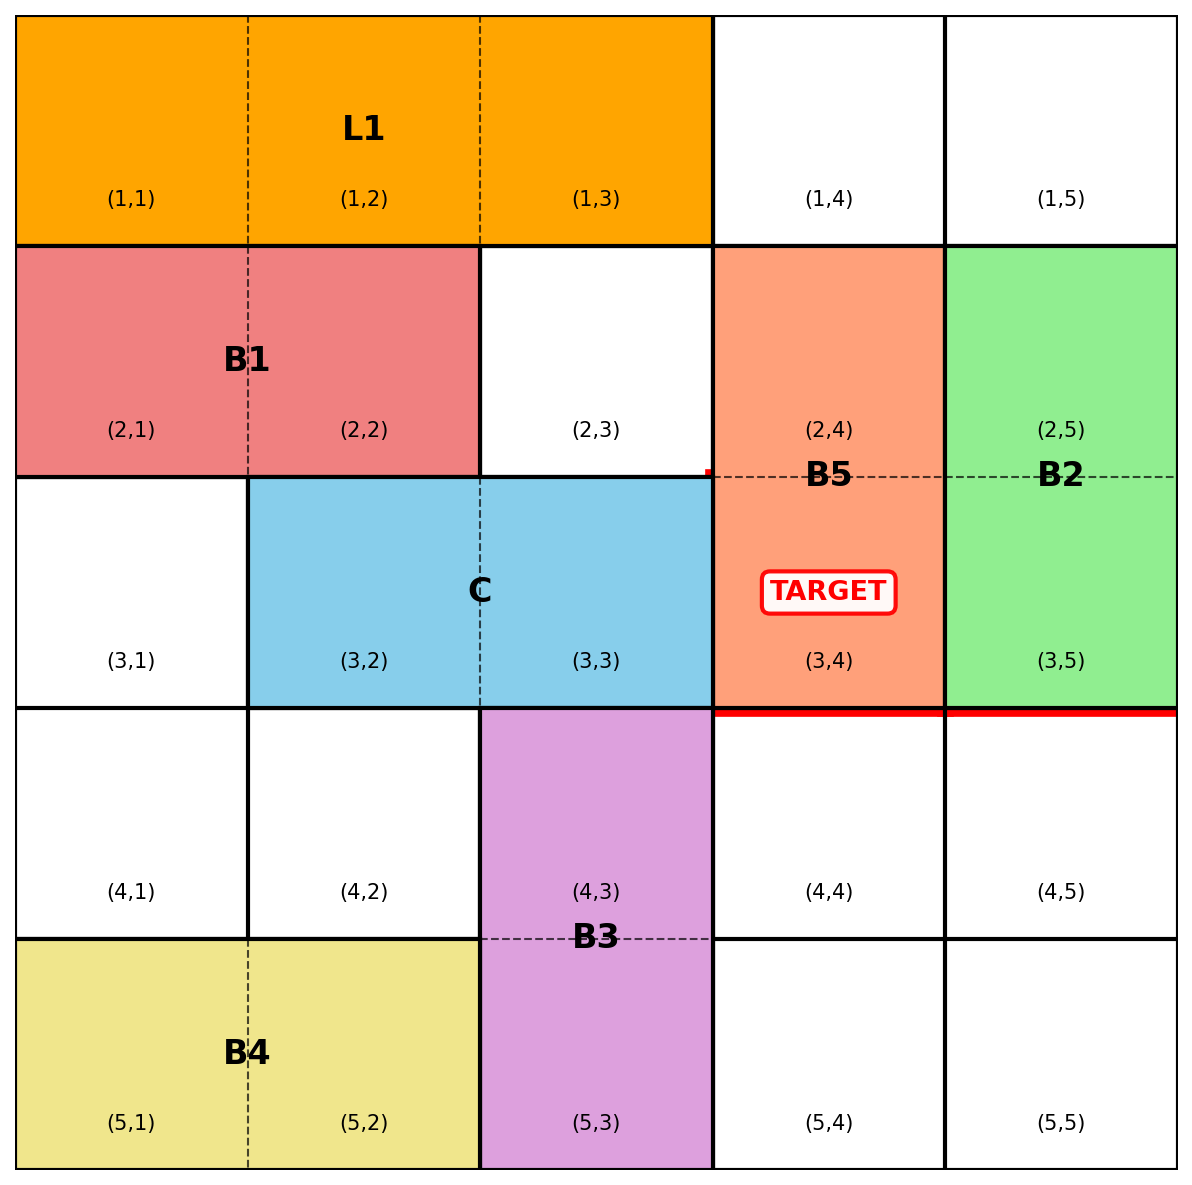 L1
(1,1) (1,2) (1,3) (1,4) (1,5)
B1
(2,1) (2,2) (2,3) (2,4) (2,5)
B5 B2
C TARGET
(3,1) (3,2) (3,3) (3,4) (3,5)
(4,1) (4,2) (4,3) (4,4) (4,5)
B3
B4
(5,1) (5,2) (5,3) (5,4) (5,5)